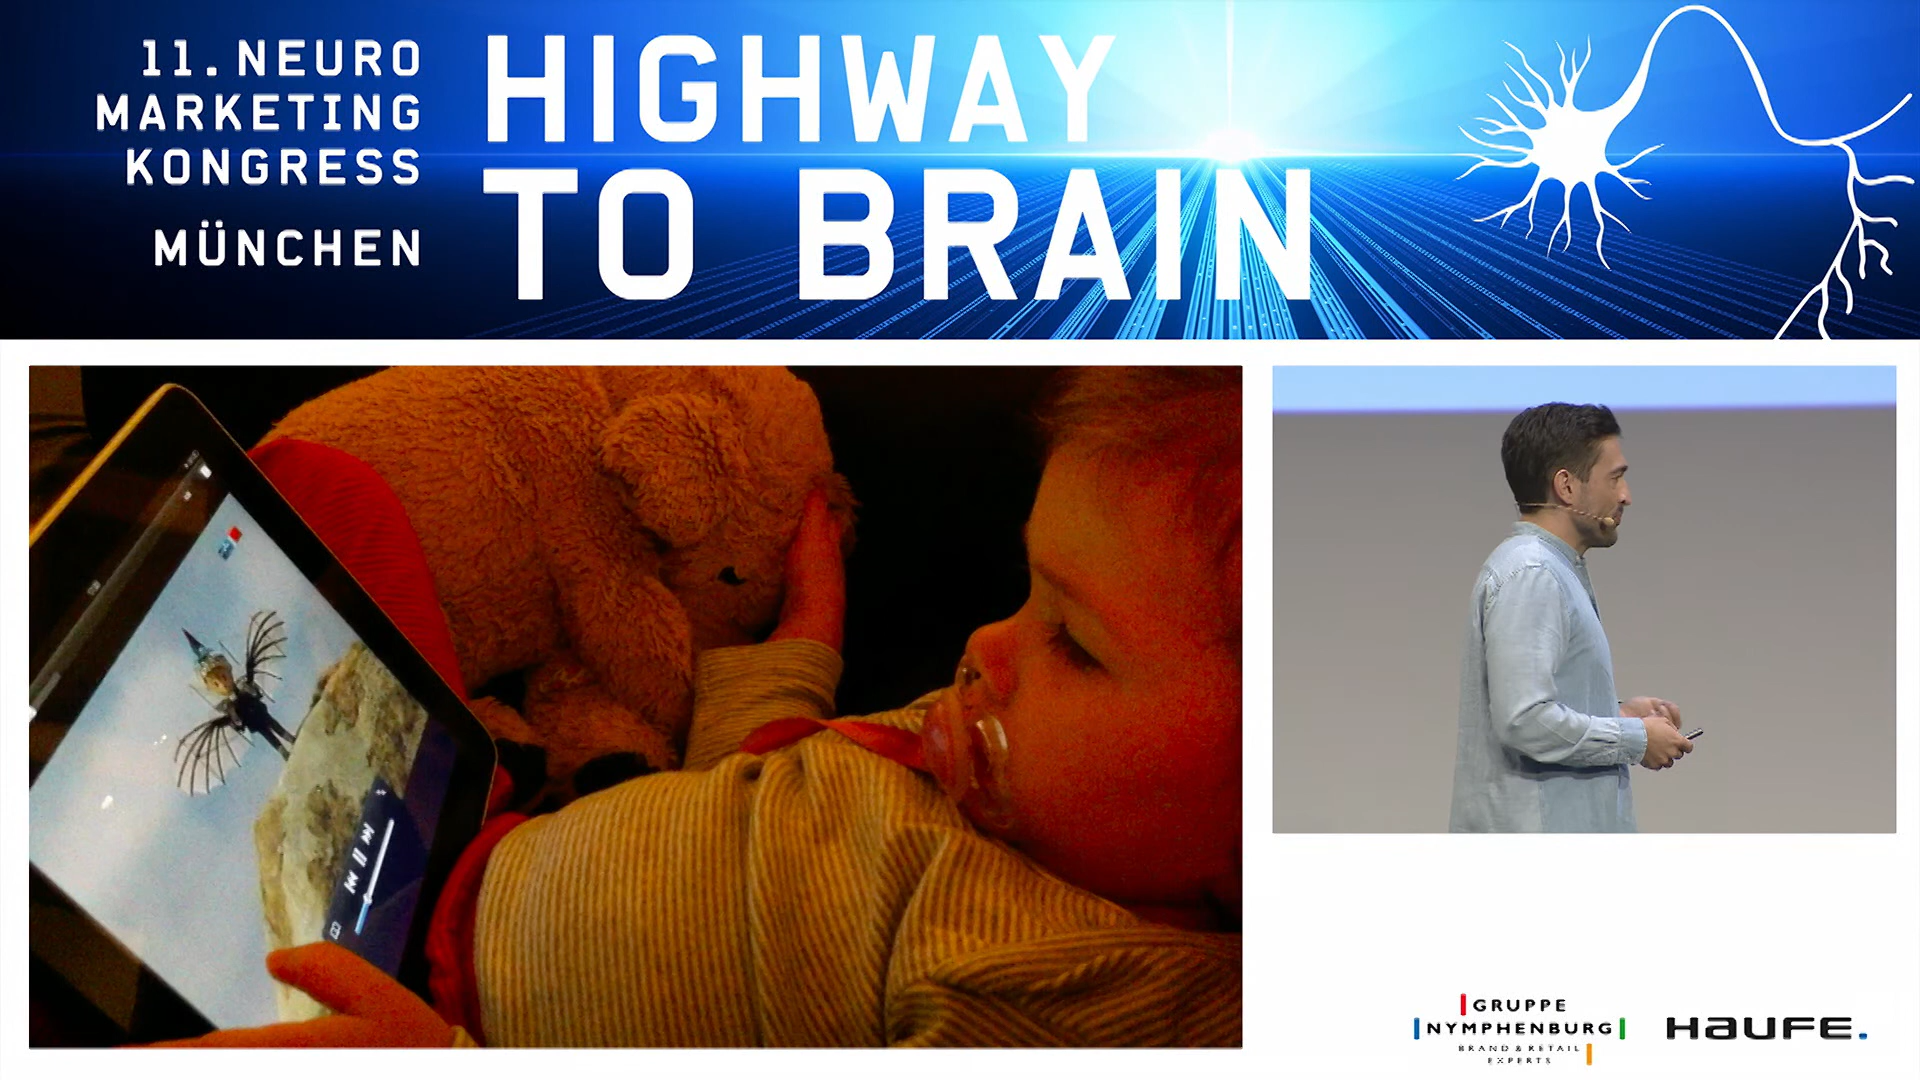 11. NEURO
MARKETING
KONGRESS
MÜNCHEN
HIGHWAY
TO BRAIN
GRUPPE
NYMPHENBURG
BRAND & RETAIL
EXPERTS
HAUFE.